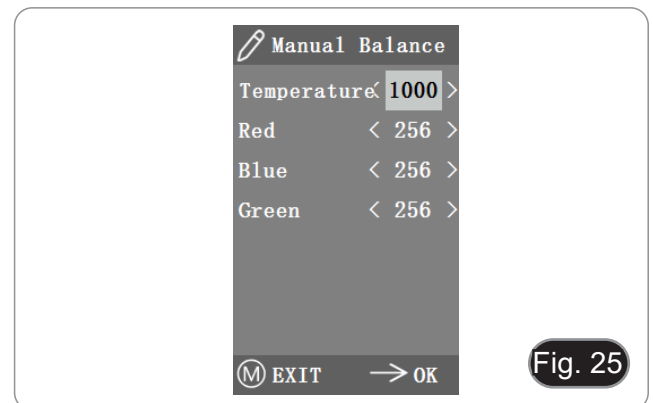 Manual Balance
Temperature < 1000 >
Red < 256 >
Blue < 256 >
Green < 256 >
M EXIT → OK
Fig. 25